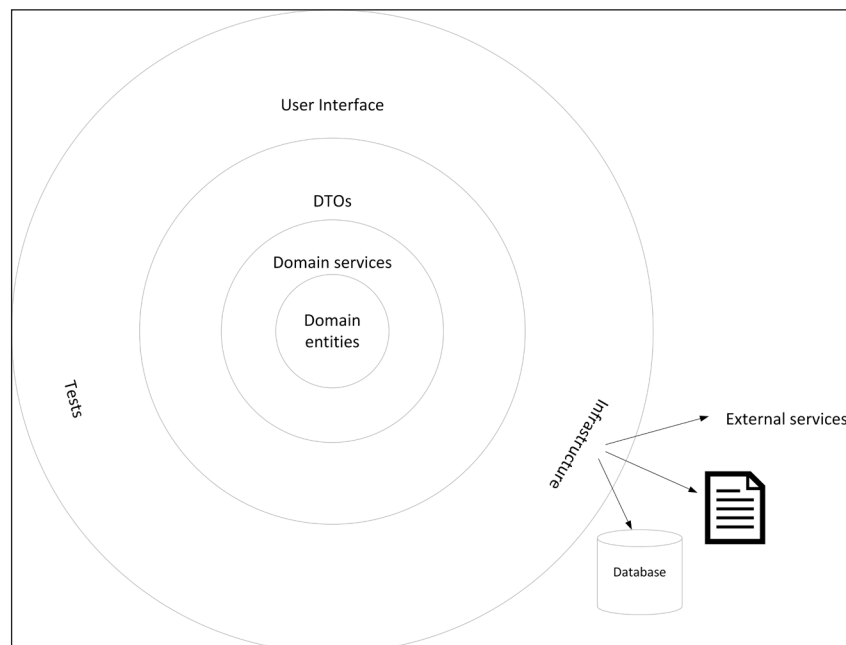 User Interface
DTOs
Domain services
Domain
entities
Tests
Infrastructure
External services
Database